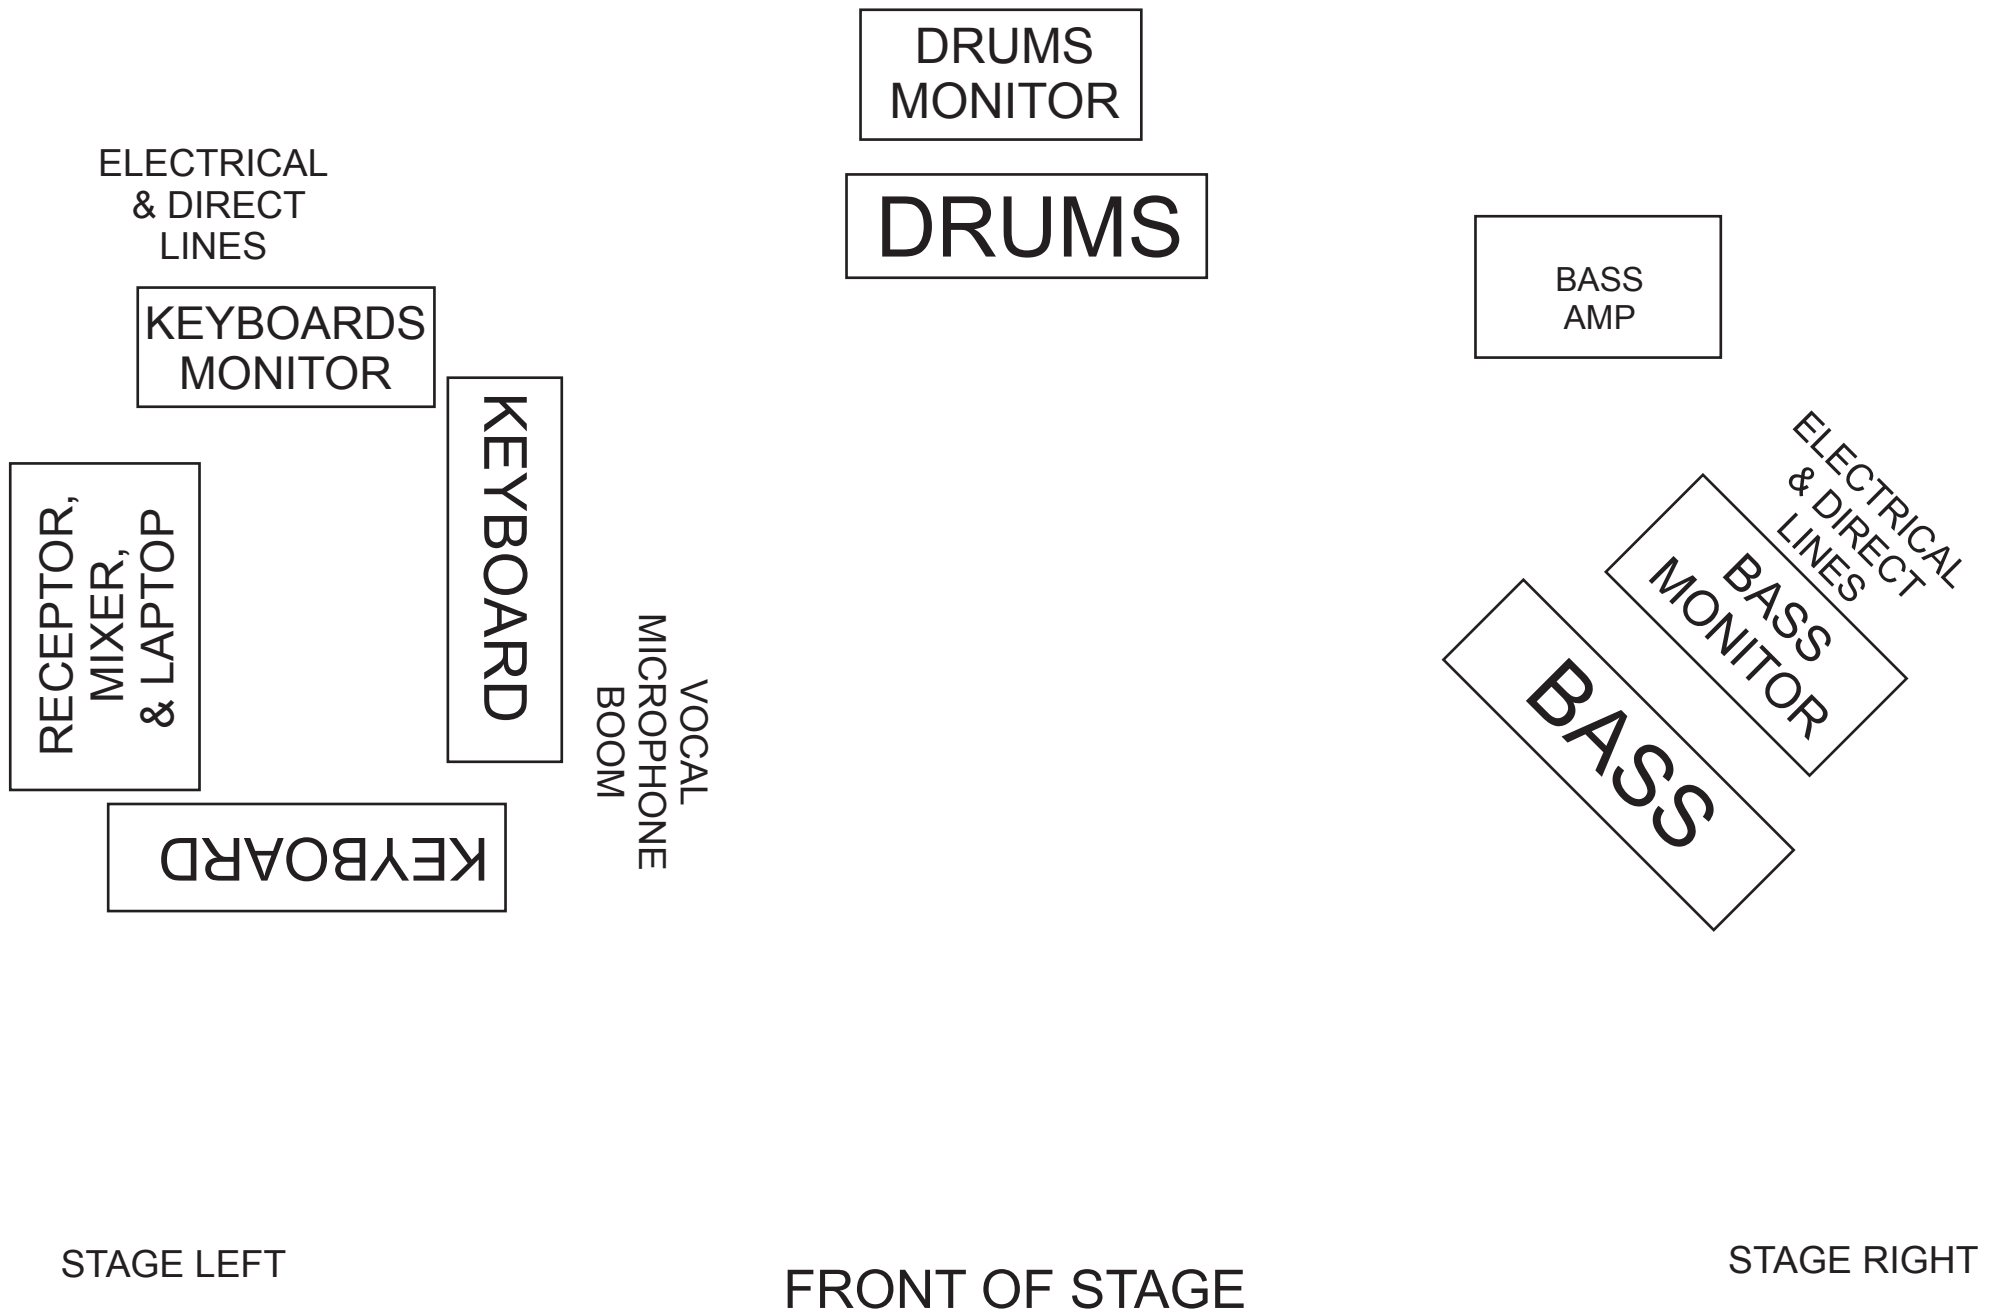 DRUMS
MONITOR
DRUMS
ELECTRICAL
& DIRECT
LINES
KEYBOARDS
MONITOR
BASS
AMP
KEYBOARD
RECEPTOR,
MIXER,
& LAPTOP
VOCAL
MICROPHONE
BOOM
KEYBOARD
ELECTRICAL
& DIRECT
LINES
BASS
MONITOR
BASS
STAGE LEFT
FRONT OF STAGE
STAGE RIGHT